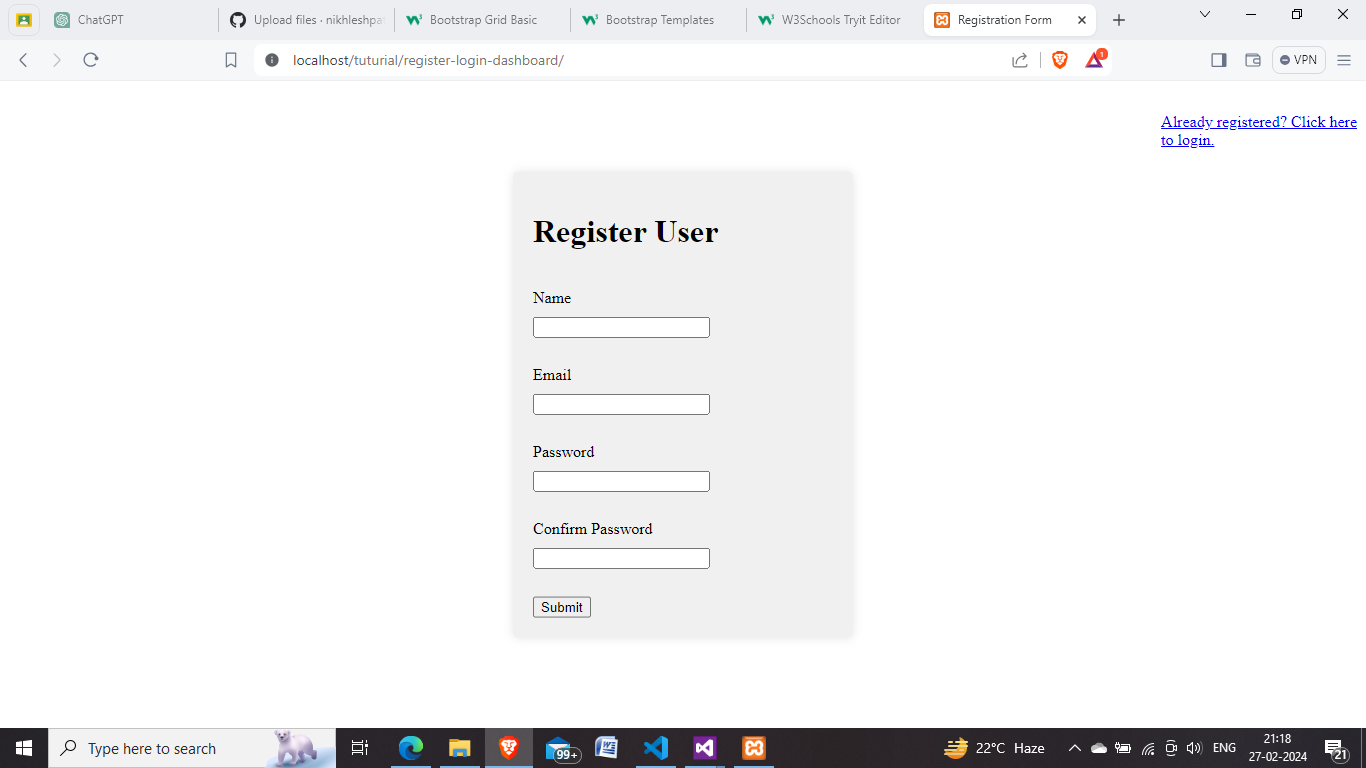 ChatGPT
Upload files · nikhleshpa
Bootstrap Grid Basic
Bootstrap Templates
W3Schools Tryit Editor
Registration Form
localhost/tuturial/register-login-dashboard/
1
VPN
Already registered? Click here
to login.
Register User
Name
Email
Password
Confirm Password
Submit
Type here to search
99+
22°C Haze
ENG
21:18
27-02-2024
21